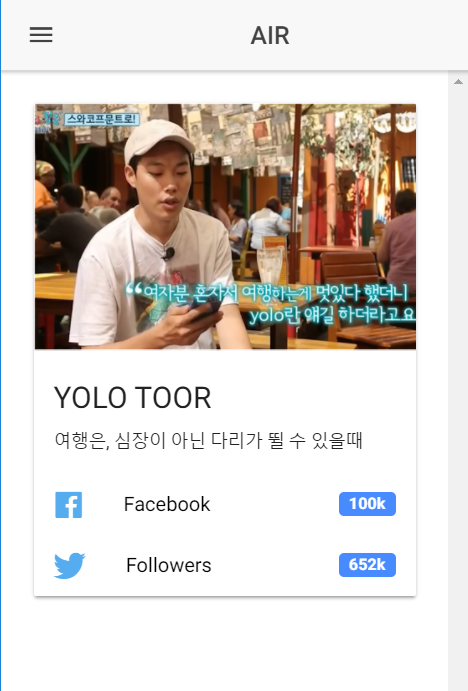 AIR
스와코프문트로!
“여자분 혼자서 여행하는게 멋있다 했더니
yolo란 얘길 하더라고요
YOLO TOOR
여행은, 심장이 아닌 다리가 뛸 수 있을때
Facebook 100k
Followers 652k